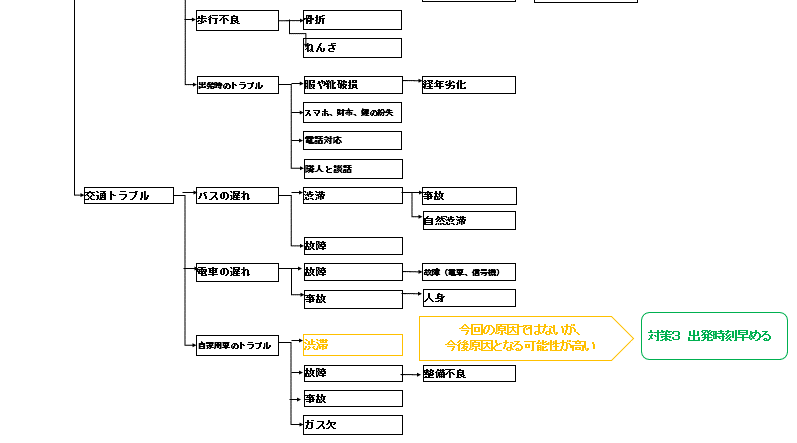 歩行不良
骨折
ねんざ
出発時のトラブル
服や靴破損
経年劣化
スマホ、財布、鍵の紛失
電話対応
隣人と談話
交通トラブル
バスの遅れ
渋滞
事故
自然渋滞
故障
電車の遅れ
故障
故障（電車、信号機）
事故
人身
自家用車のトラブル
渋滞
今回の原因ではないが、
今後原因となる可能性が高い
対策３　出発時刻早める
故障
整備不良
事故
ガス欠